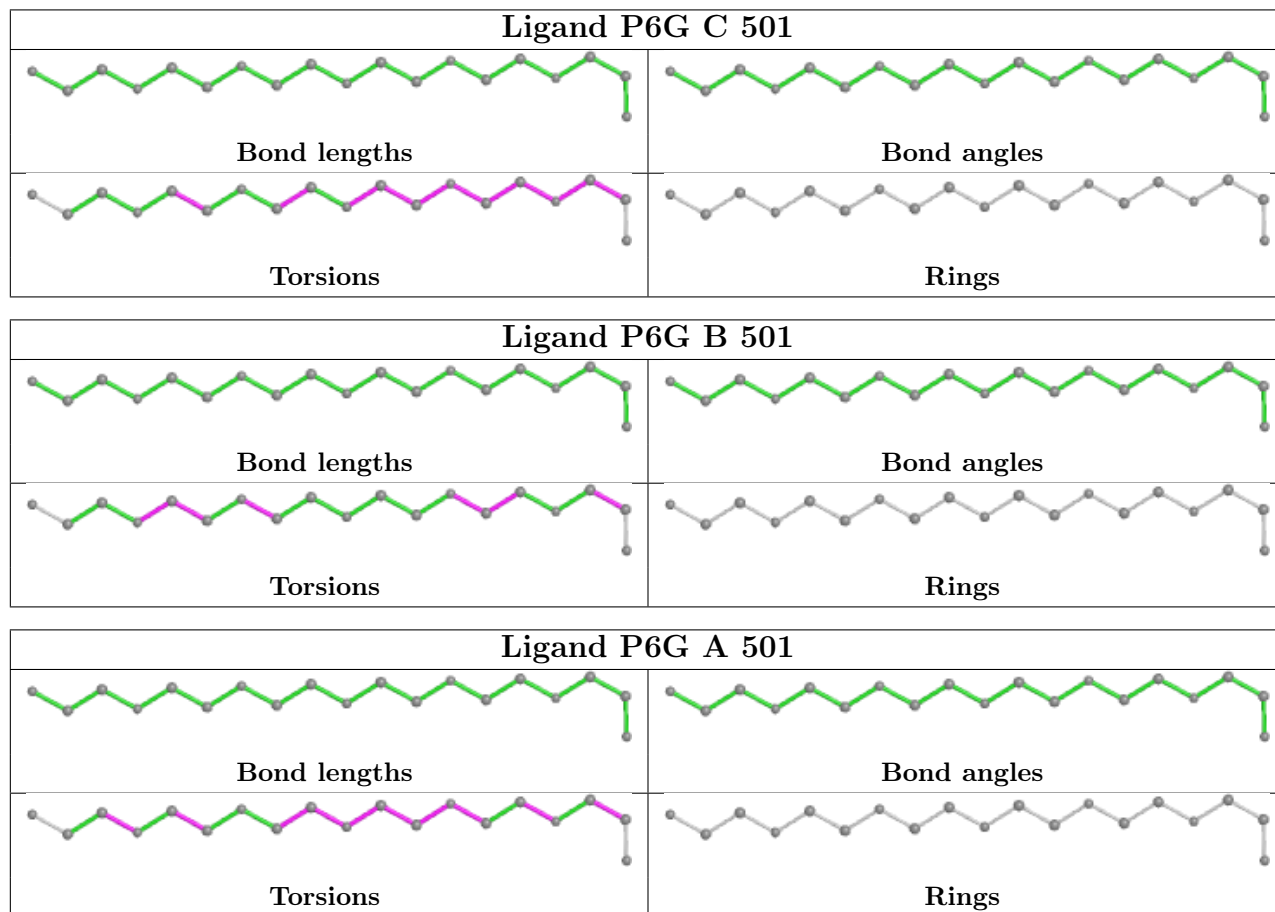 Ligand P6G C 501
Bond lengths Bond angles
Torsions Rings
Ligand P6G B 501
Bond lengths Bond angles
Torsions Rings
Ligand P6G A 501
Bond lengths Bond angles
Torsions Rings